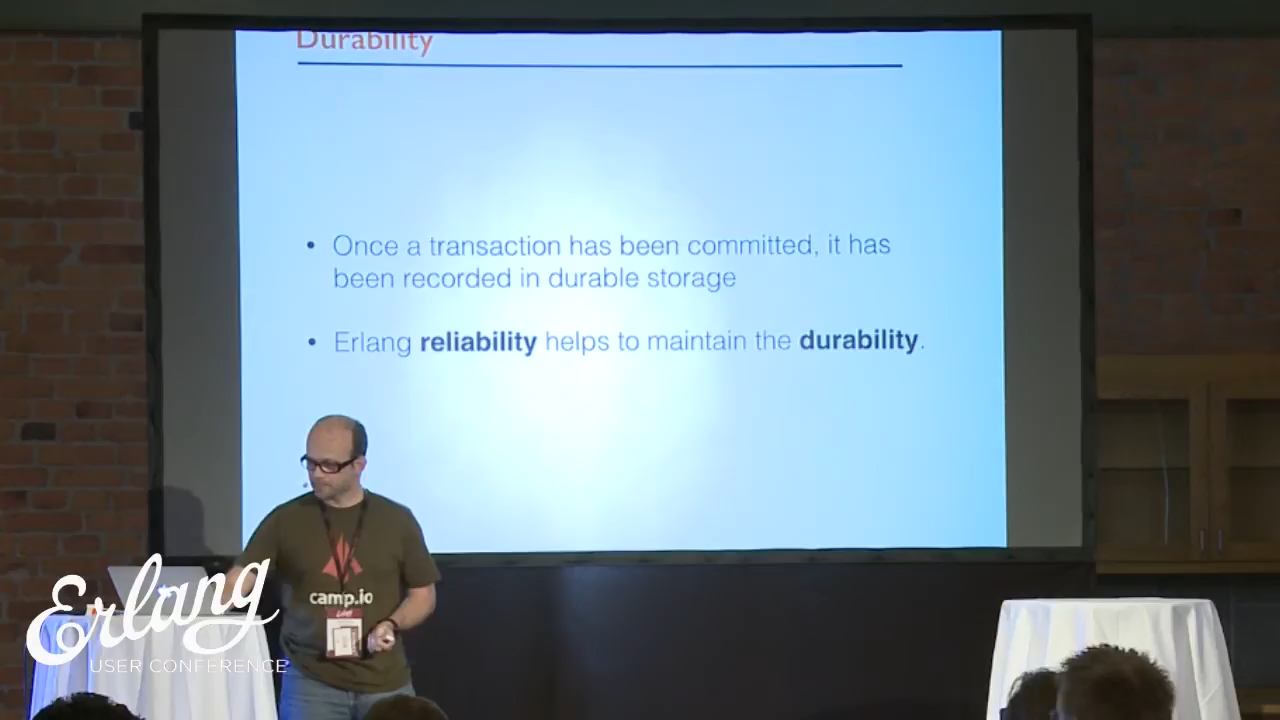 Durability
• Once a transaction has been committed, it has
been recorded in durable storage
• Erlang reliability helps to maintain the durability.
camp.io
Erlang
USER CONFERENCE